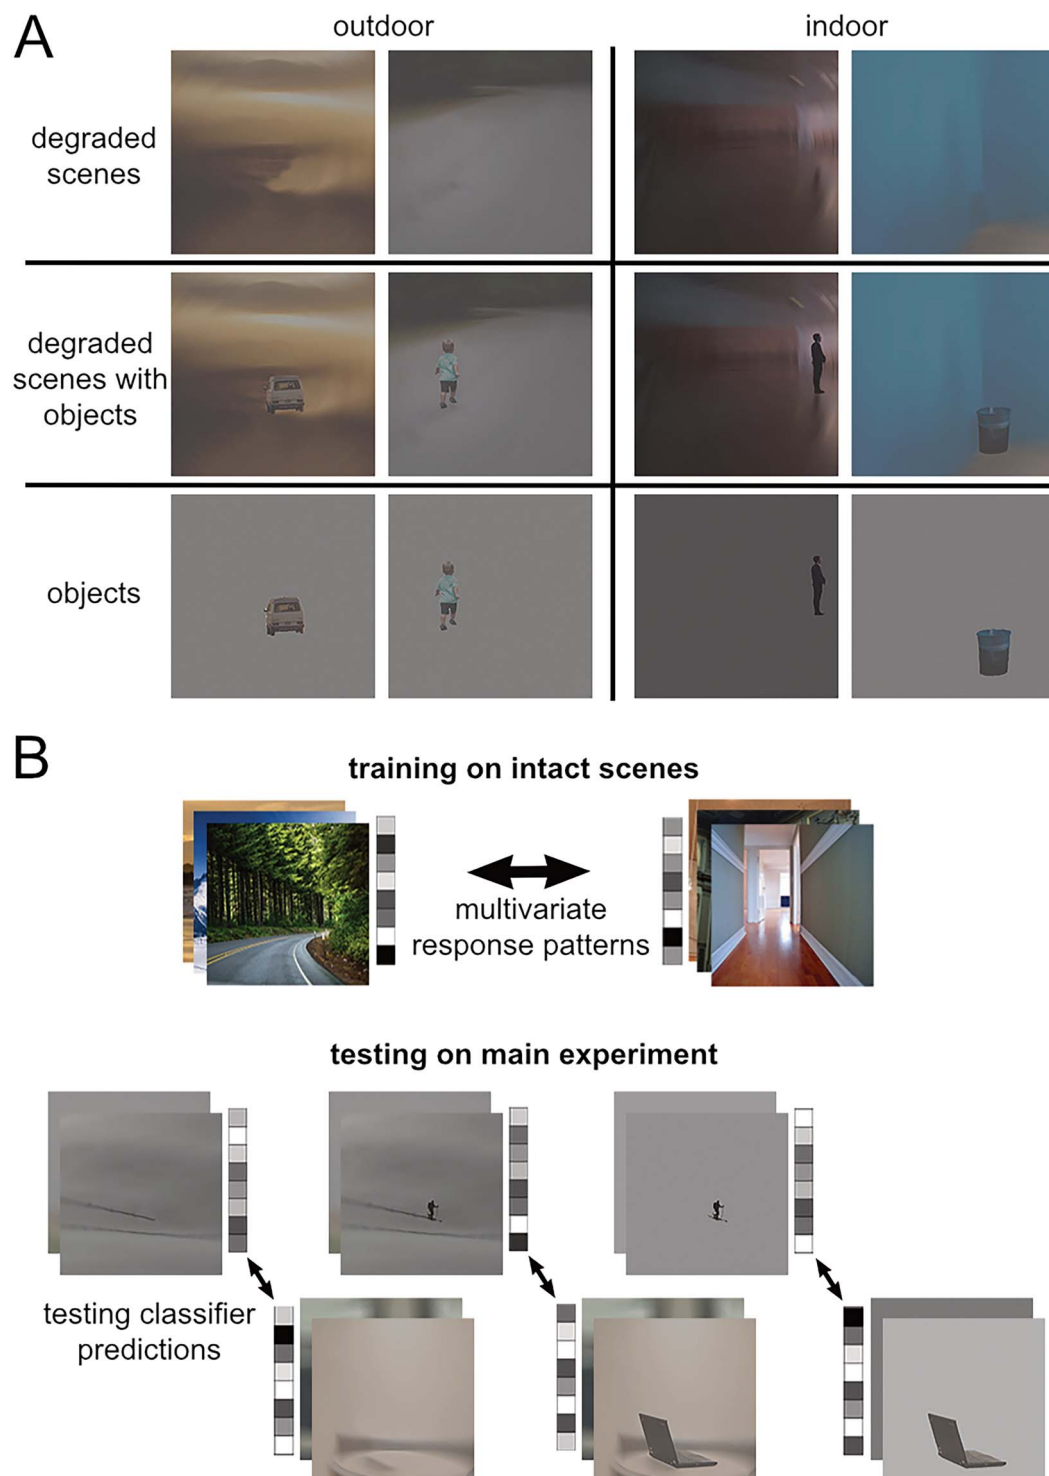 A
outdoor
indoor
degraded
scenes
degraded
scenes with
objects
objects
B
training on intact scenes
multivariate
response patterns
testing on main experiment
testing classifier
predictions